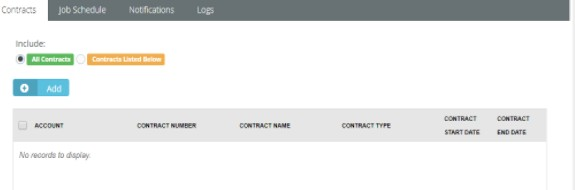 Contracts Job Schedule Notifications Logs
Include:
All Contracts Contracts Listed Below
Add
ACCOUNT CONTRACT NUMBER CONTRACT NAME CONTRACT TYPE CONTRACT START DATE CONTRACT END DATE
No records to display.